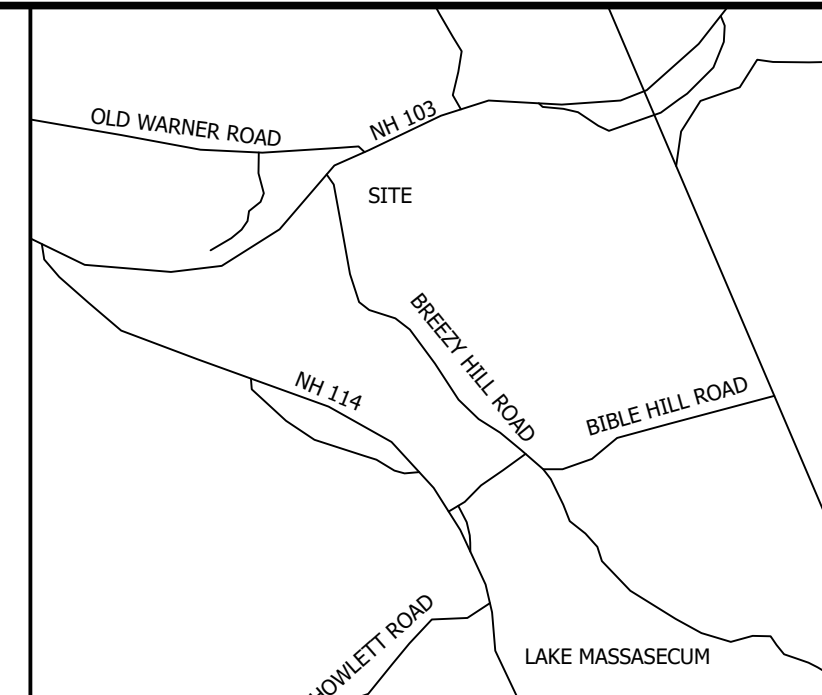 NH 103
OLD WARNER ROAD
SITE
BREEZY HILL ROAD
NH 114
BIBLE HILL ROAD
HOWLETT ROAD
LAKE MASSASECUM